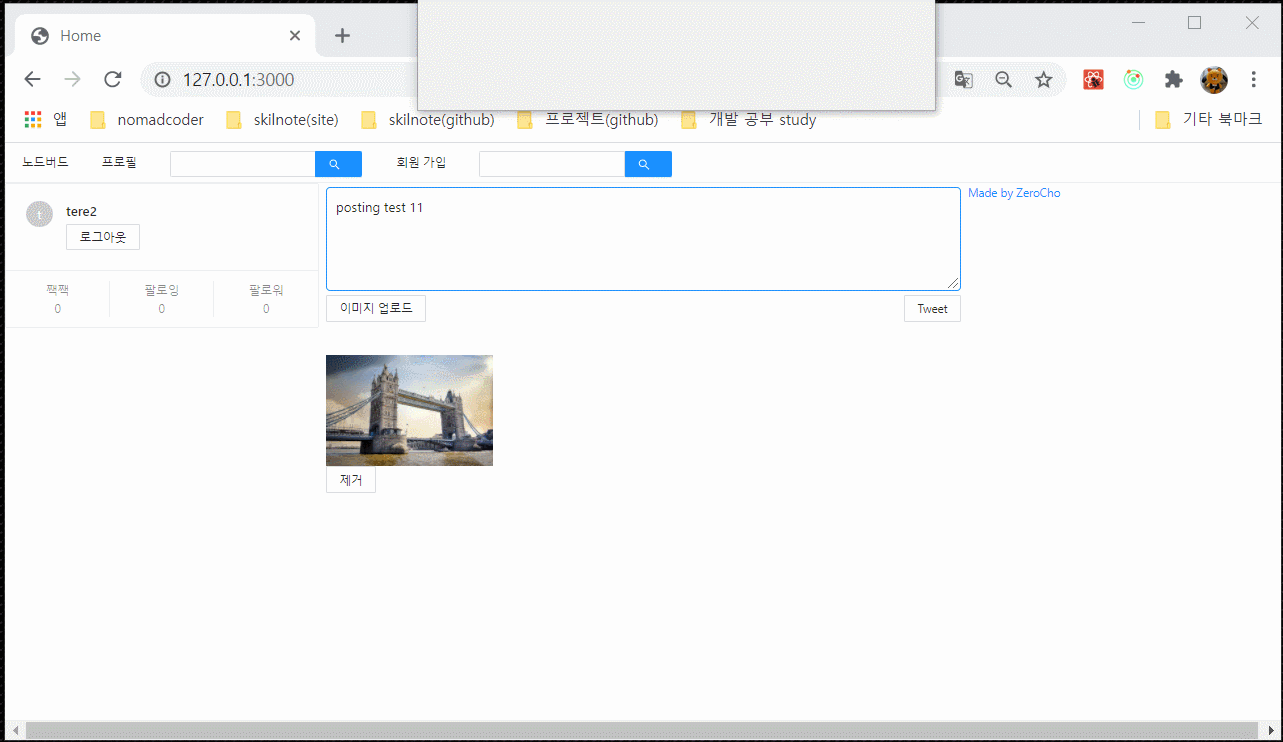 Home
127.0.0.1:3000
앱 nomadcoder skilnote(site) skilnote(github) 프로젝트(github) 개발 공부 study 기타 북마크
노드버드 프로필 회원 가입
t tere2
로그아웃
짹짹 팔로잉 팔로워
0 0 0
posting test 11
이미지 업로드 Tweet
제거
Made by ZeroCho